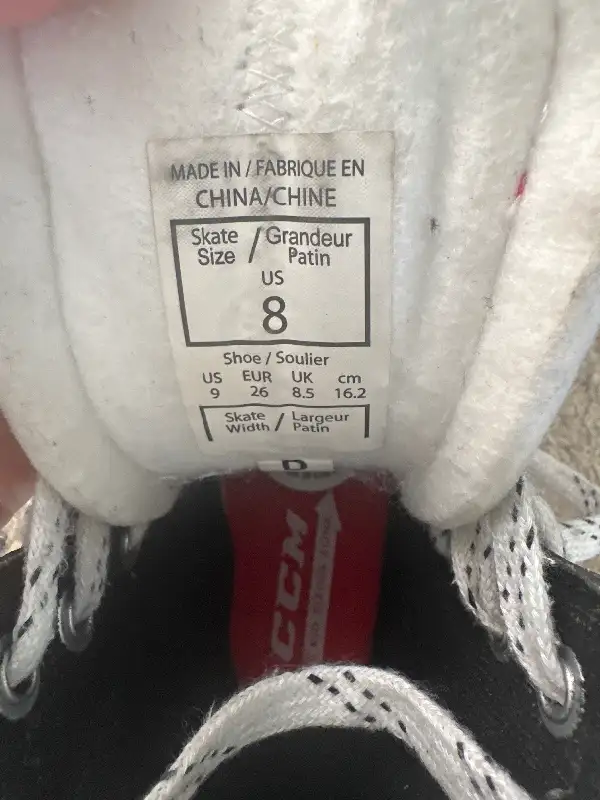 MADE IN / FABRIQUE EN
CHINA/CHINE
Skate / Grandeur
Size Patin
US
8
Shoe / Soulier
US EUR UK cm
9 26 8.5 16.2
Skate / Largeur
Width Patin
D
CCM